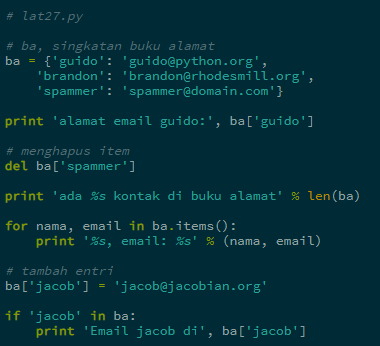 # lat27.py
# ba, singkatan buku alamat
ba = {'guido': 'guido@python.org',
'brandon': 'brandon@rhodesmill.org',
'spammer': 'spammer@domain.com'}
print 'alamat email guido:', ba['guido']
# menghapus item
del ba['spammer']
print 'ada %s kontak di buku alamat' % len(ba)
for nama, email in ba.items():
print '%s, email: %s' % (nama, email)
# tambah entri
ba['jacob'] = 'jacob@jacobian.org'
if 'jacob' in ba:
print 'Email jacob di', ba['jacob']